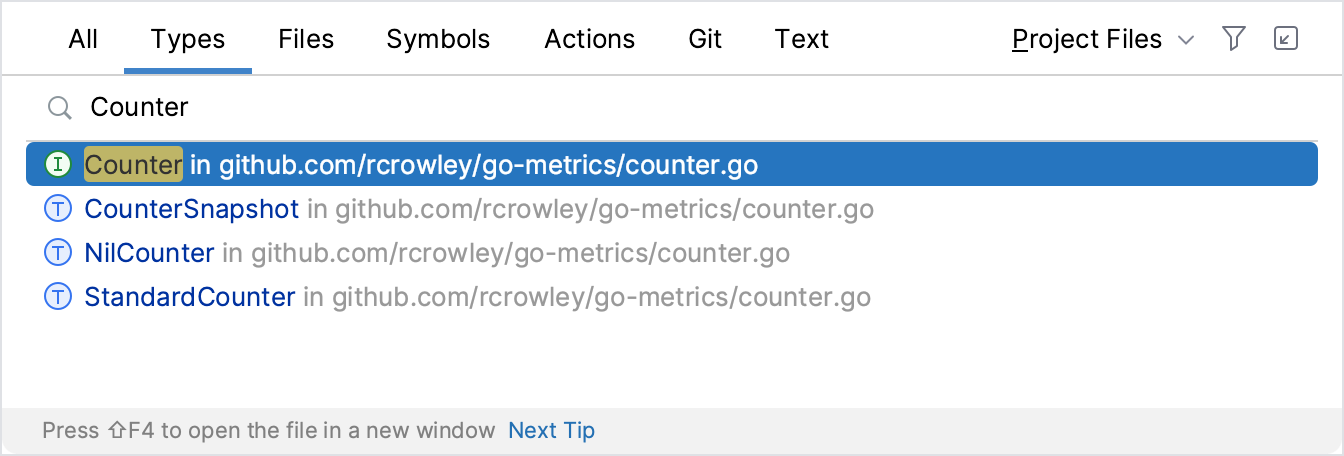 All Types Files Symbols Actions Git Text Project Files
Counter
I Counter in github.com/rcrowley/go-metrics/counter.go
T CounterSnapshot in github.com/rcrowley/go-metrics/counter.go
T NilCounter in github.com/rcrowley/go-metrics/counter.go
T StandardCounter in github.com/rcrowley/go-metrics/counter.go
Press ⇧F4 to open the file in a new window Next Tip